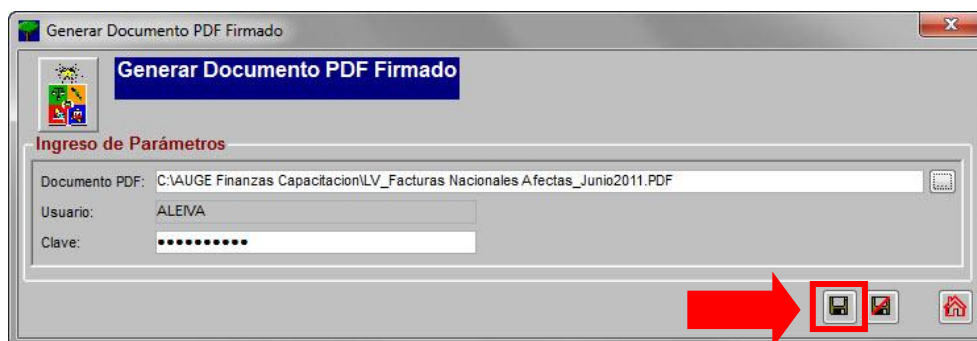 Generar Documento PDF Firmado
Generar Documento PDF Firmado
Ingreso de Parámetros
Documento PDF: C:\AUGE Finanzas Capacitacion\LV_Facturas Nacionales Afectas_Junio2011.PDF ...
Usuario: ALEIVA
Clave: ••••••••••